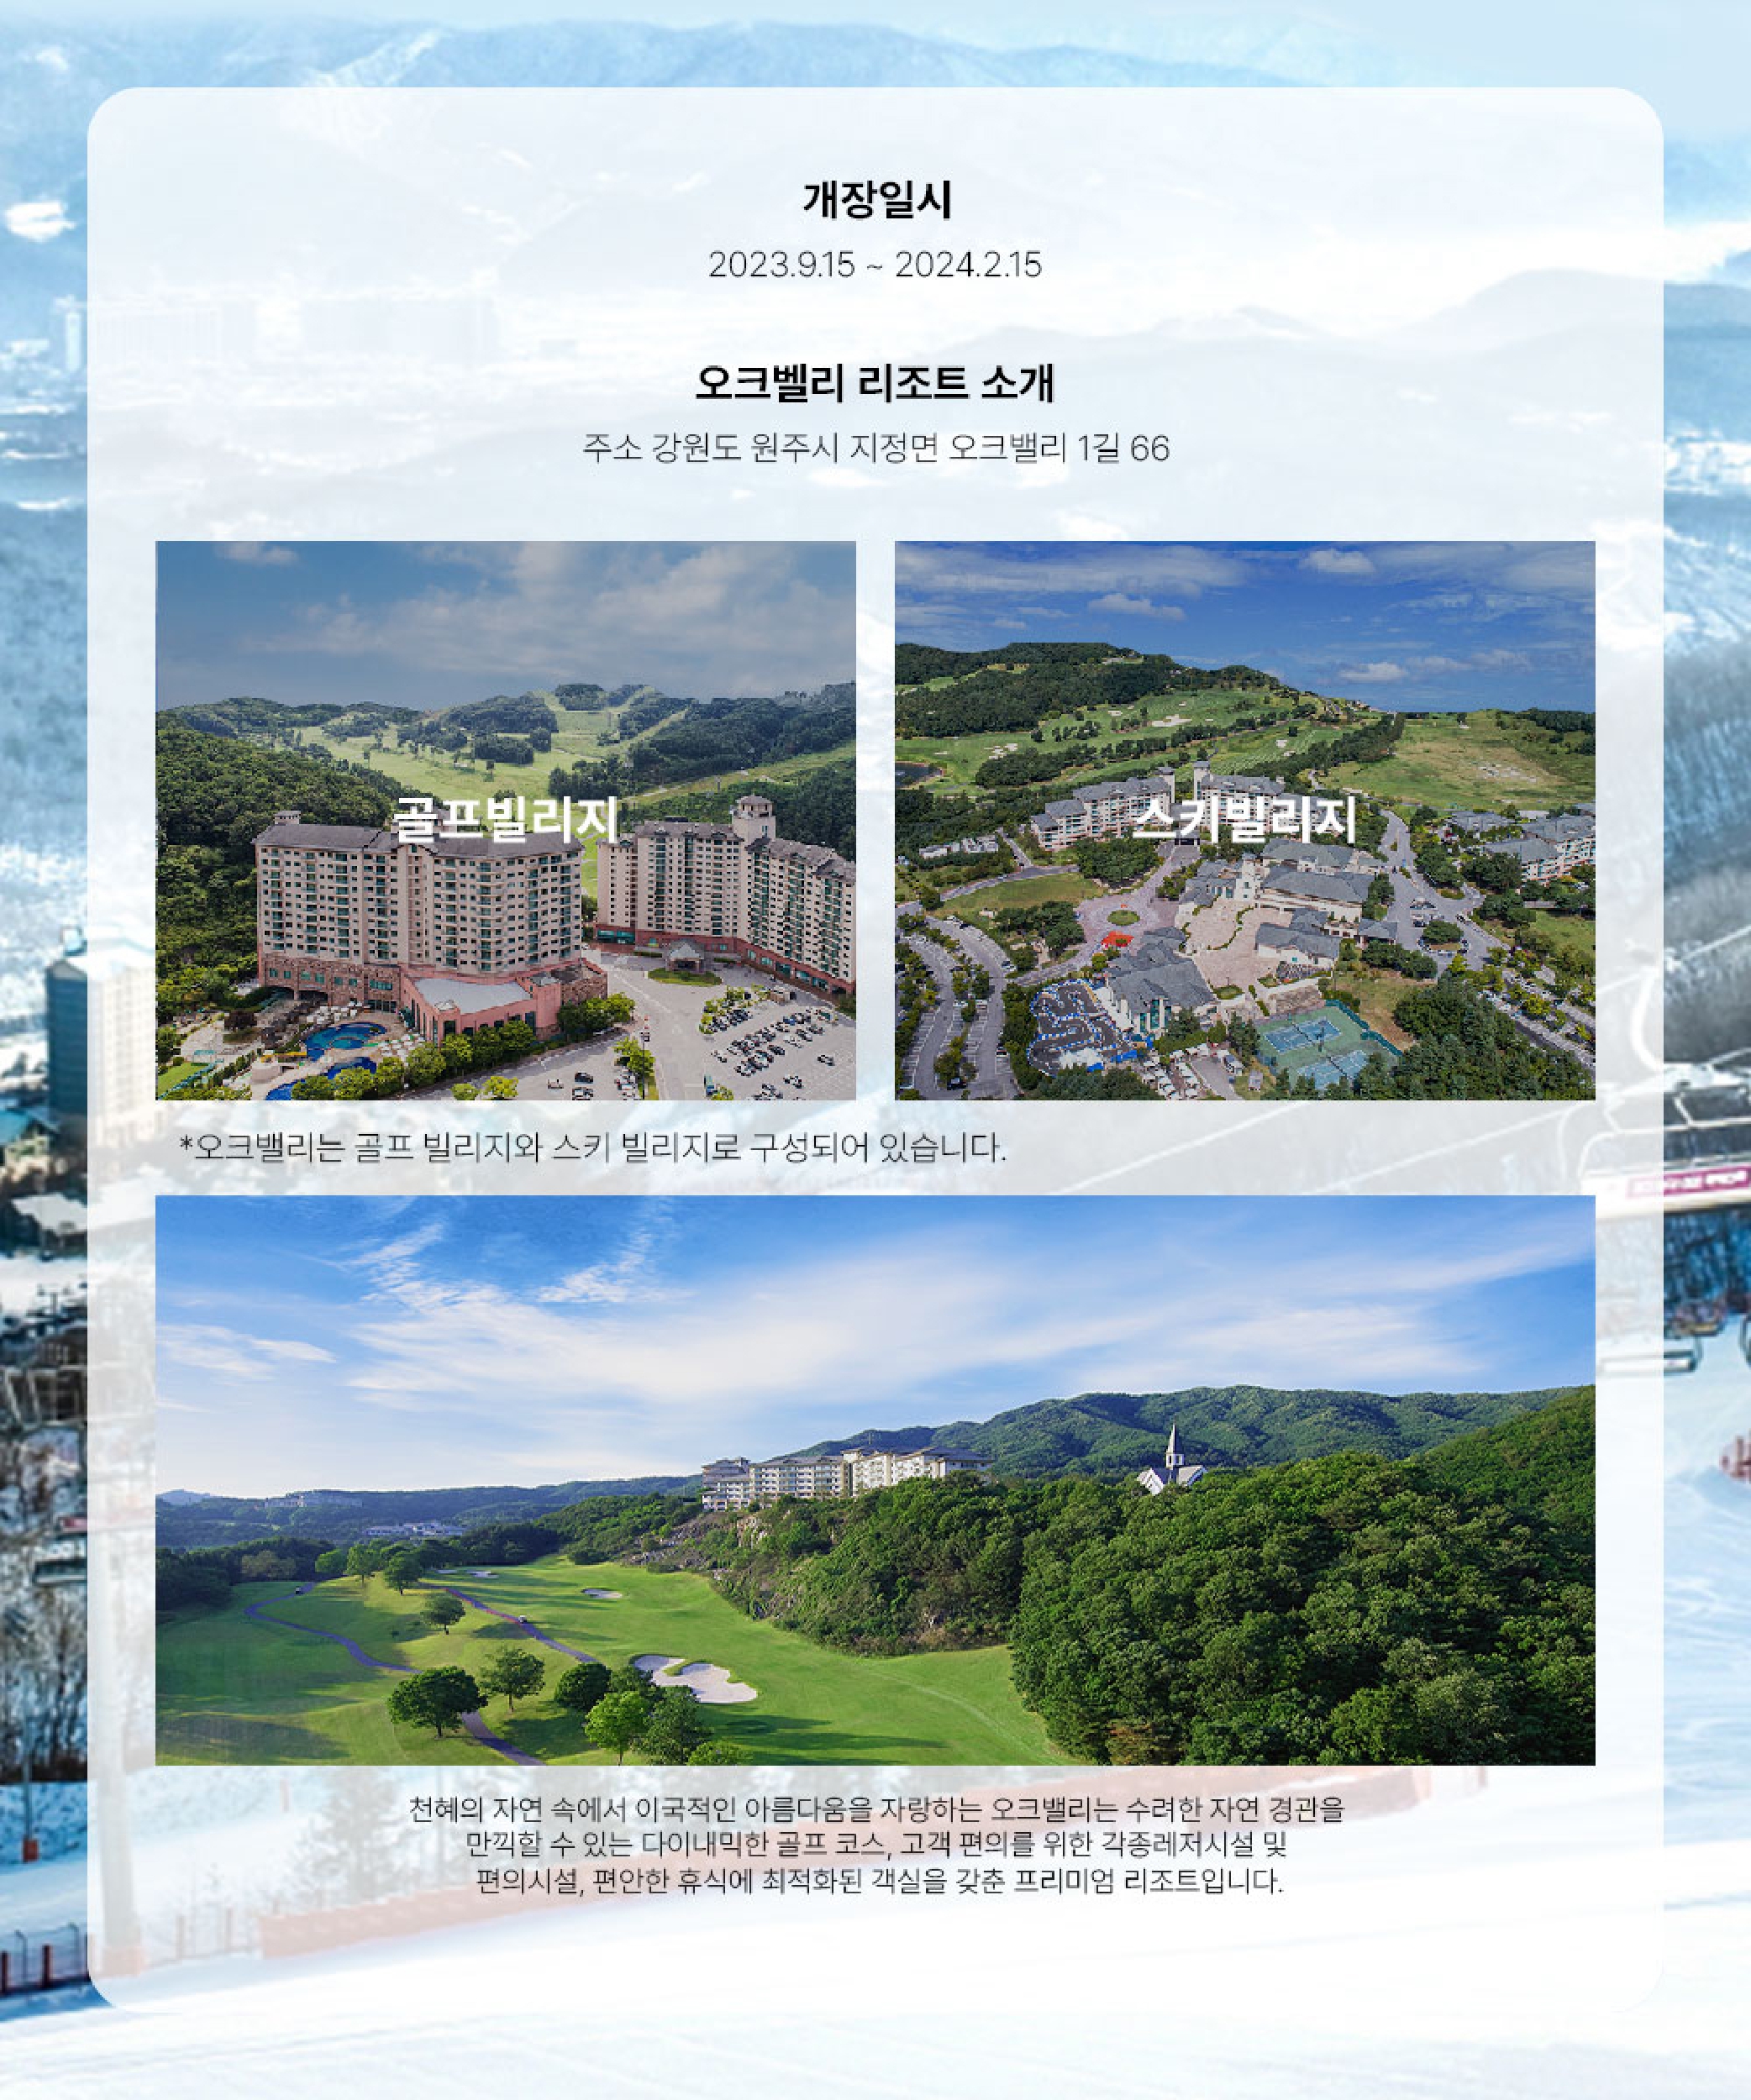 개장일시
2023.9.15 ~ 2024.2.15
오크벨리 리조트 소개
주소 강원도 원주시 지정면 오크밸리 1길 66
골프빌리지
스키빌리지
*오크밸리는 골프 빌리지와 스키 빌리지로 구성되어 있습니다.
천혜의 자연 속에서 이국적인 아름다움을 자랑하는 오크밸리는 수려한 자연 경관을
만끽할 수 있는 다이내믹한 골프 코스, 고객 편의를 위한 각종레저시설 및
편의시설, 편안한 휴식에 최적화된 객실을 갖춘 프리미엄 리조트입니다.